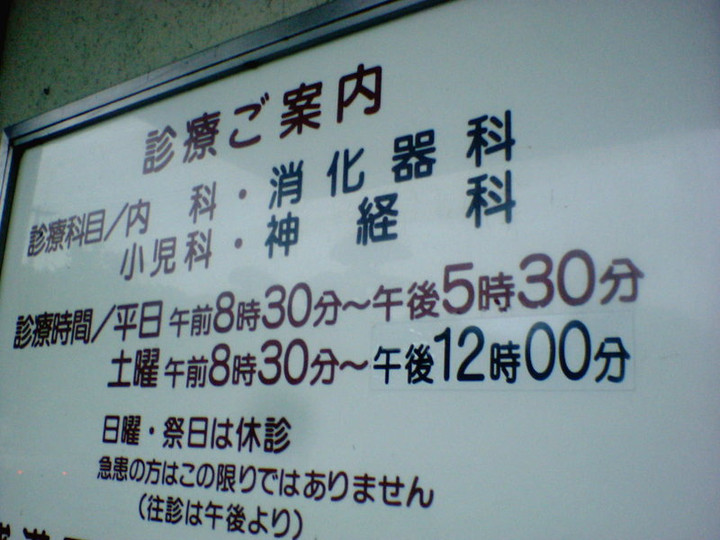 診療ご案内
診療科目/内 科・消化器科
小児科・神 経 科
診療時間/平日 午前8時30分~午後5時30分
土曜 午前8時30分~午後12時00分
日曜・祭日は休診
急患の方はこの限りではありません
(往診は午後より)